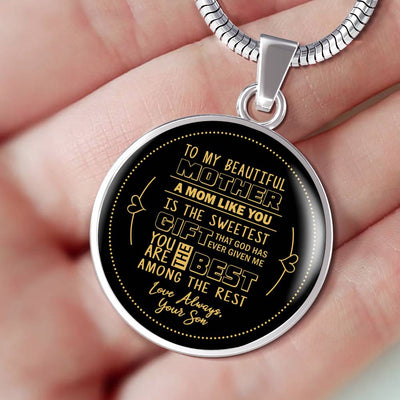 TO MY BEAUTIFUL
MOTHER
A MOM LIKE YOU
IS THE SWEETEST
GIFT THAT GOD HAS
EVER GIVEN ME
YOU
ARE THE BEST
AMONG THE REST
Love Always,
Your Son